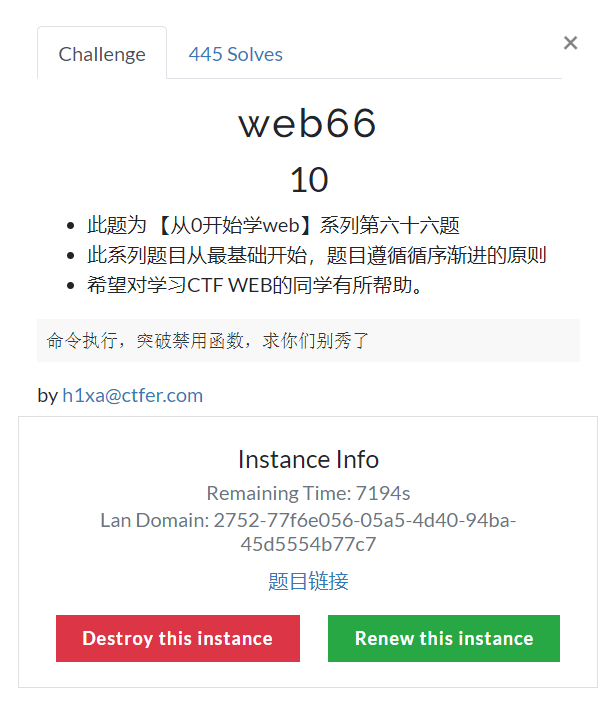 Challenge
445 Solves
×
web66
10
此题为 【从0开始学web】系列第六十六题
此系列题目从最基础开始，题目遵循循序渐进的原则
希望对学习CTF WEB的同学有所帮助。
命令执行，突破禁用函数，求你们别秀了
by h1xa@ctfer.com
Instance Info
Remaining Time: 7194s
Lan Domain: 2752-77f6e056-05a5-4d40-94ba-
45d5554b77c7
题目链接
Destroy this instance
Renew this instance